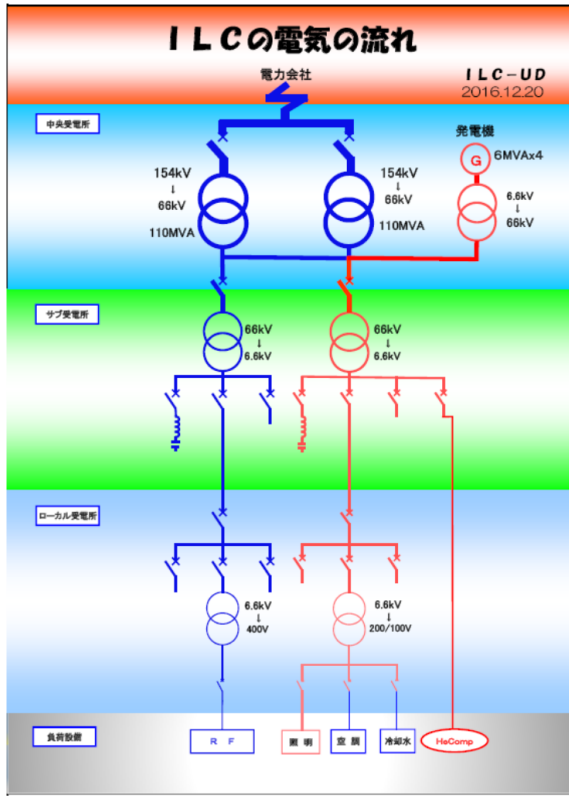 ILCの電気の流れ
電力会社
ILC-UD
2016.12.20
中央受電所
発電機
G
6MVAx4
154kV
↓
66kV
110MVA
154kV
↓
66kV
110MVA
6.6kV
↓
66kV
サブ受電所
66kV
↓
6.6kV
66kV
↓
6.6kV
ローカル受電所
6.6kV
↓
400V
6.6kV
↓
200/100V
負荷設備
RF
照明
空調
冷却水
HeComp